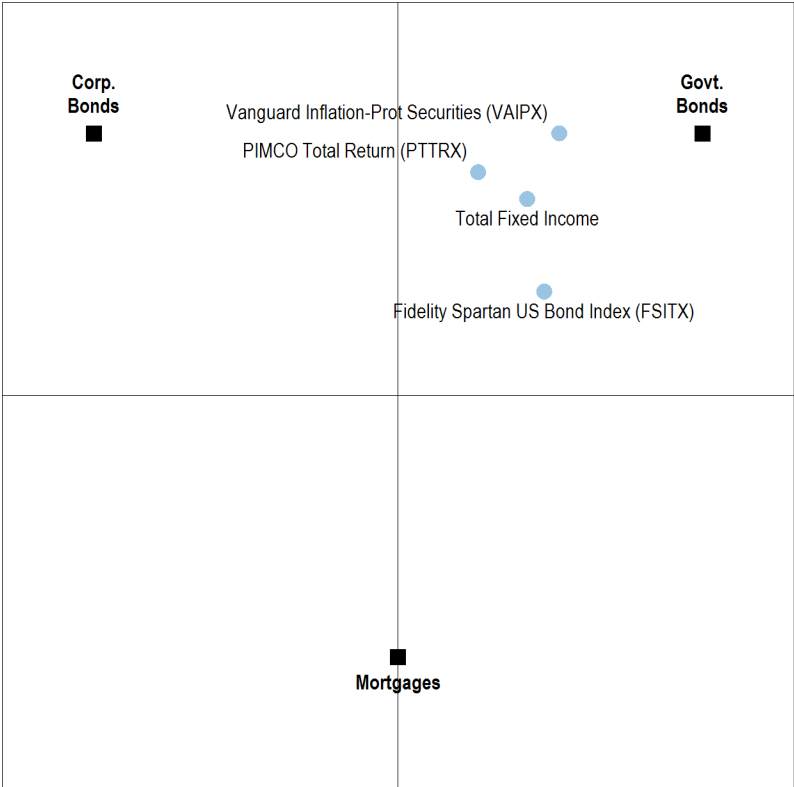 Corp.
Bonds
Govt.
Bonds
Vanguard Inflation-Prot Securities (VAIPX)
PIMCO Total Return (PTTRX)
Total Fixed Income
Fidelity Spartan US Bond Index (FSITX)
Mortgages